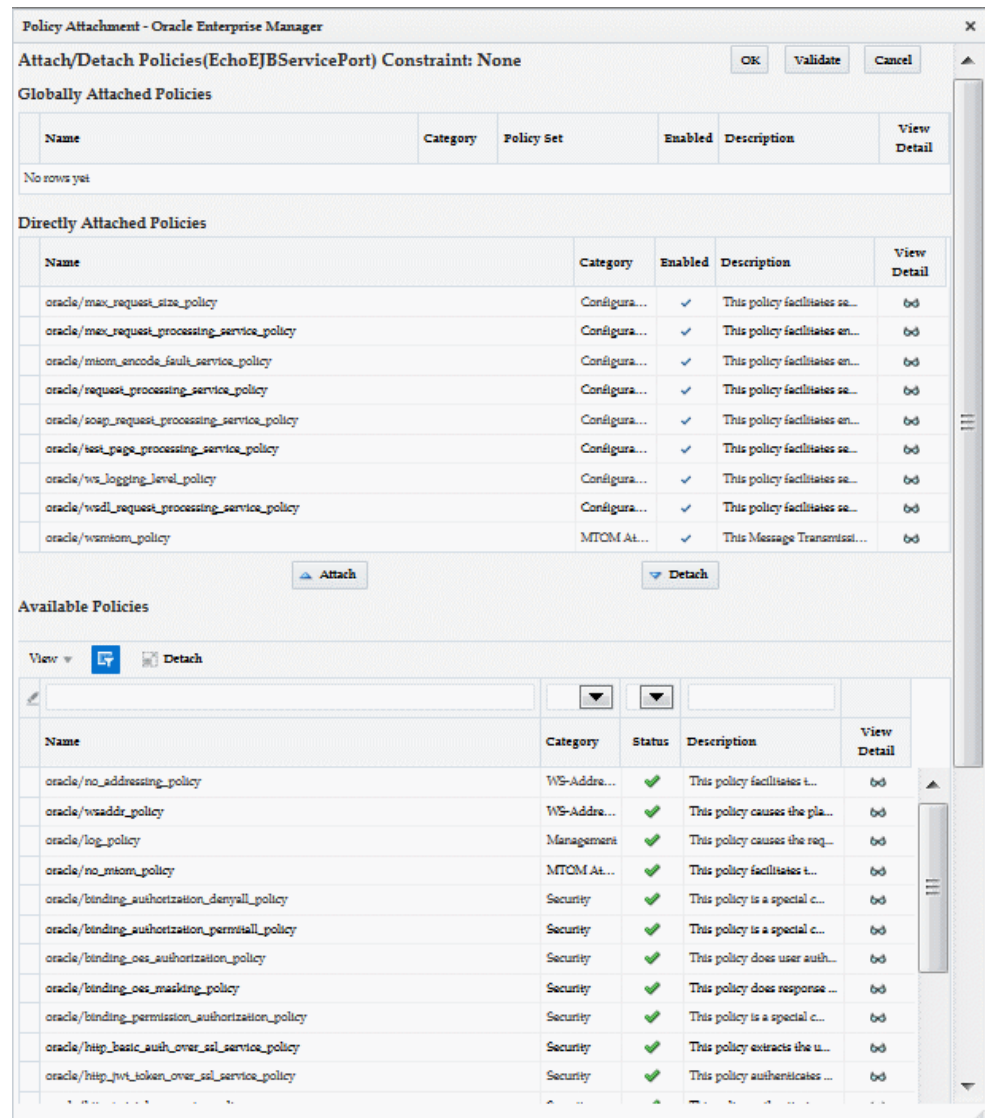 Policy Attachment - Oracle Enterprise Manager
Attach/Detach Policies(EchoEJBServicePort) Constraint: None OK Validate Cancel
Globally Attached Policies
Name Category Policy Set Enabled Description View Detail
No rows yet
Directly Attached Policies
Name Category Enabled Description View Detail
oracle/max_request_size_policy Configura... This policy facilitates se...
oracle/mex_request_processing_service_policy Configura... This policy facilitates en...
oracle/mtom_encode_fault_service_policy Configura... This policy facilitates en...
oracle/request_processing_service_policy Configura... This policy facilitates se...
oracle/soap_request_processing_service_policy Configura... This policy facilitates en...
oracle/test_page_processing_service_policy Configura... This policy facilitates se...
oracle/ws_logging_level_policy Configura... This policy facilitates se...
oracle/wsdl_request_processing_service_policy Configura... This policy facilitates se...
oracle/wsmtom_policy MTOM At... This Message Transmissi...
Attach Detach
Available Policies
View Detach
Name Category Status Description View Detail
oracle/no_addressing_policy WS-Addre... This policy facilitates t...
oracle/wsaddr_policy WS-Addre... This policy causes the pla...
oracle/log_policy Management This policy causes the req...
oracle/no_mtom_policy MTOM At... This policy facilitates t...
oracle/binding_authorization_denyall_policy Security This policy is a special c...
oracle/binding_authorization_permitall_policy Security This policy is a special c...
oracle/binding_oes_authorization_policy Security This policy does user auth...
oracle/binding_oes_masking_policy Security This policy does response ...
oracle/binding_permission_authorization_policy Security This policy is a special c...
oracle/http_basic_auth_over_ssl_service_policy Security This policy extracts the u...
oracle/http_jwt_token_over_ssl_service_policy Security This policy authenticates ...